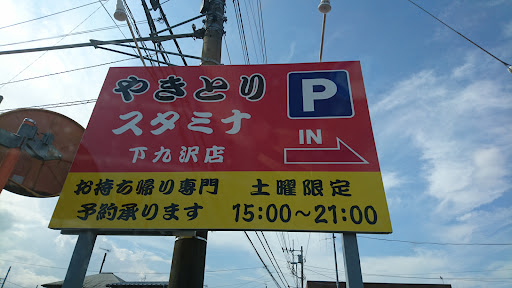 やきとり
スタミナ
下九沢店
P
IN
お持ち帰り専門
予約承ります
土曜限定
15:00～21:00